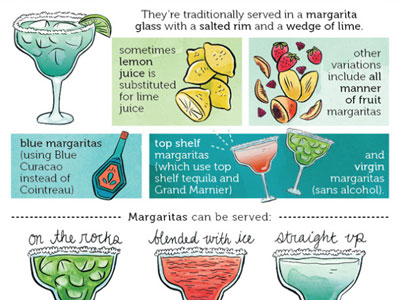 They're traditionally served in a margarita
glass with a salted rim and a wedge of lime.
sometimes
lemon
juice is
substituted
for lime
juice
other
variations
include all
manner
of fruit
margaritas
blue margaritas
(using Blue
Curacao
instead of
Cointreau)
top shelf
margaritas
(which use top
shelf tequila and
Grand Marnier)
and
virgin
margaritas
(sans alcohol).
Margaritas can be served:
on the rocks
blended with ice
straight up